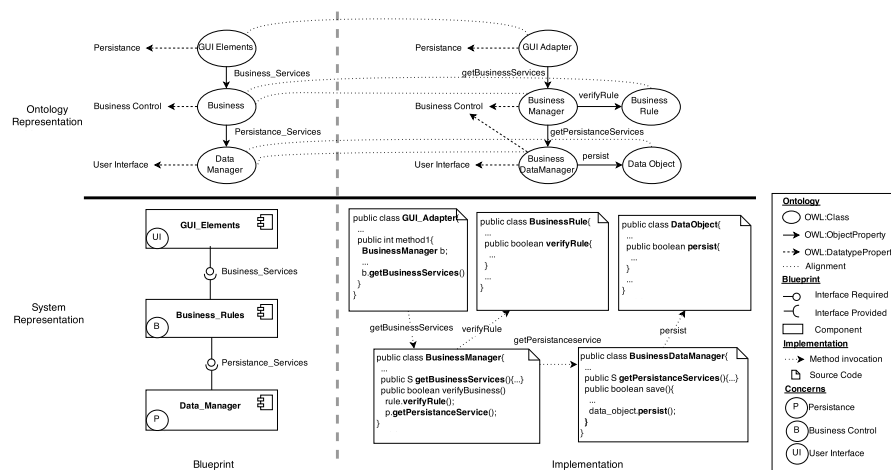 Persistance
GUI Elements
Business_Services
Business Control
Business
Persistance_Services
User Interface
Data
Manager
Ontology
Representation
Persistance
GUI Adapter
getBusinessServices
Business Control
Business
Manager
verifyRule
Business
Rule
getPersistanceServices
User Interface
Business
DataManager
persist
Data Object
System
Representation
GUI_Elements
UI
Business_Services
Business_Rules
B
Persistance_Services
Data_Manager
P
Blueprint
public class GUI_Adapter{
...
public int method1{
BusinessManager b;
...
b.getBusinessServices()
}
}
public class BusinessRule{
...
public boolean verifyRule{
...
}
...
}
public class DataObject{
...
public boolean persist{
...
}
...
}
getBusinessServices
verifyRule
getPersistanceservice
persist
public class BusinessManager{
...
public S getBusinessServices(){...}
public boolean verifyBusiness()
rule.verifyRule();
p.getPersistanceService();
}
}
public class BusinessDataManager{
...
public S getPersistanceServices(){...}
public boolean save(){
...
data_object.persist();
}
}
Implementation
Ontology
OWL:Class
OWL:ObjectProperty
OWL:DatatypePropert
Alignment
Blueprint
Interface Required
Interface Provided
Component
Implementation
Method invocation
Source Code
Concerns
P
Persistance
B
Business Control
UI
User Interface